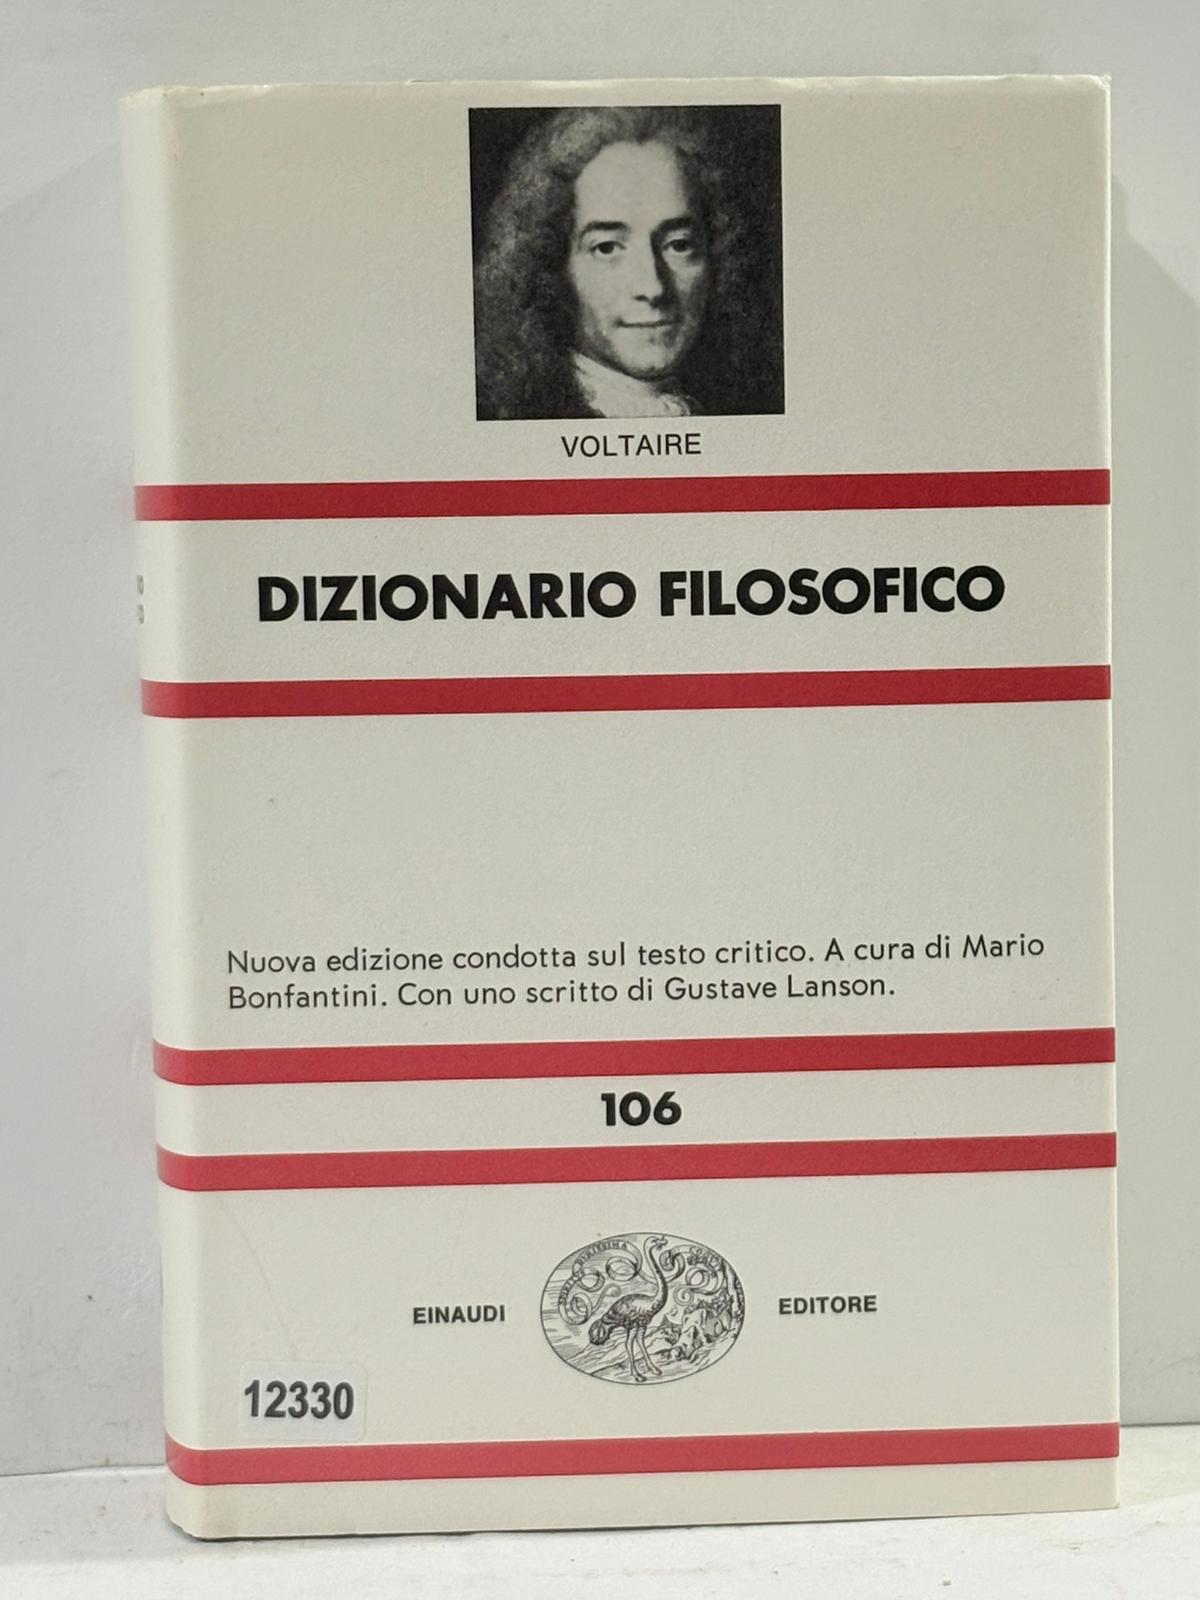 VOLTAIRE
DIZIONARIO FILOSOFICO
Nuova edizione condotta sul testo critico. A cura di Mario
Bonfantini. Con uno scritto di Gustave Lanson.
106
EINAUDI
EDITORE
12330